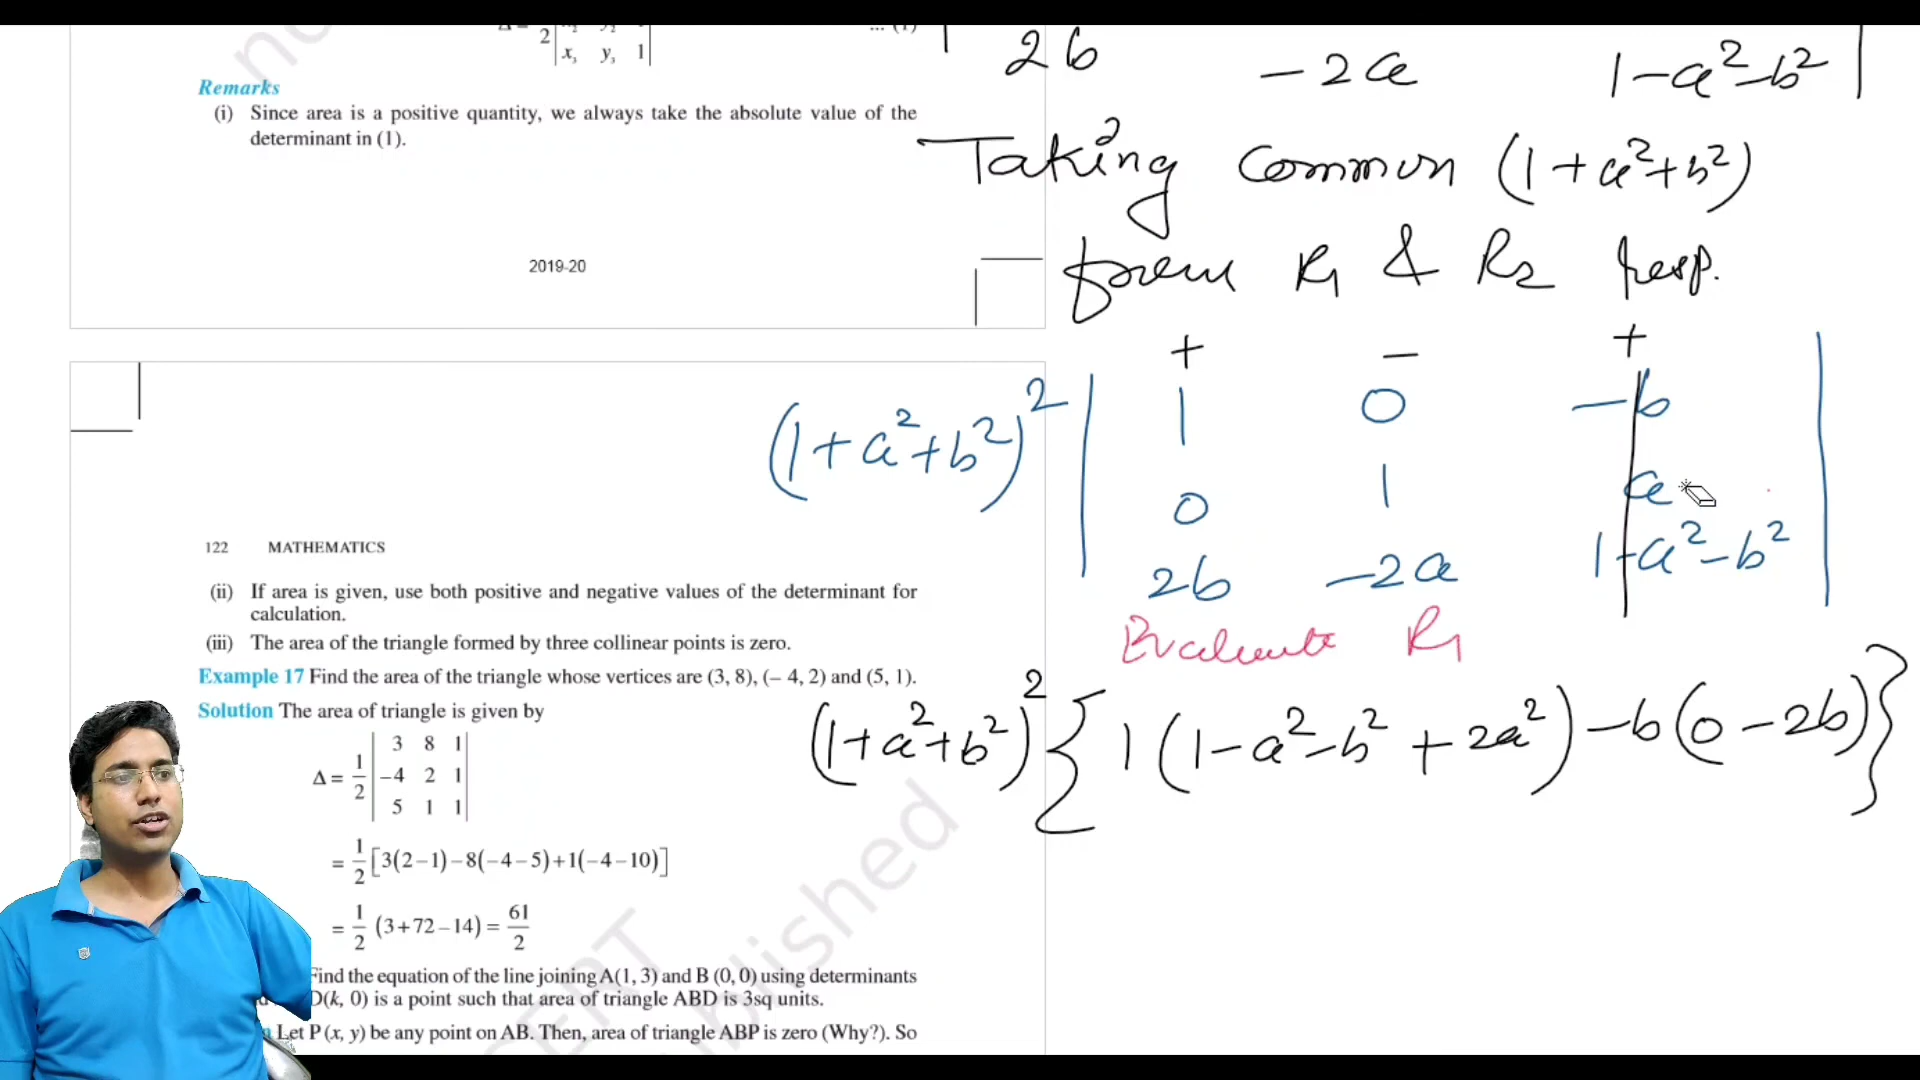 Δ = 1/2 | x₂ y₂ 1 | ... (1)
x₃ y₃ 1
Remarks
(i) Since area is a positive quantity, we always take the absolute value of the
determinant in (1).
2019-20
122 MATHEMATICS
(ii) If area is given, use both positive and negative values of the determinant for
calculation.
(iii) The area of the triangle formed by three collinear points is zero.
Example 17 Find the area of the triangle whose vertices are (3, 8), (– 4, 2) and (5, 1).
Solution The area of triangle is given by
3 8 1
Δ = 1/2 | –4 2 1 |
5 1 1
= 1/2 [3(2–1)–8(–4–5)+1(–4–10)]
= 1/2 (3+72–14) = 61/2
Find the equation of the line joining A(1, 3) and B (0, 0) using determinants
D(k, 0) is a point such that area of triangle ABD is 3sq units.
Let P (x, y) be any point on AB. Then, area of triangle ABP is zero (Why?). So
2b -2a 1-a²-b² |
Taking common (1+a²+b²)
from R₁ & R₂ resp.
+ - +
1 0 -b
(1+a²+b²)² | 0 1 a |
2b -2a 1-a²-b²
Evaluate R₁
(1+a²+b²)² { 1(1-a²-b²+2a²) -b(0-2b) }